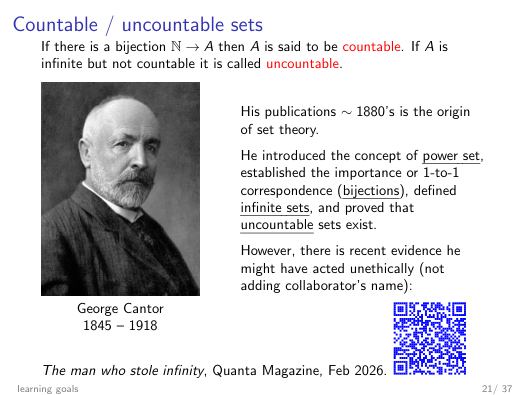 Countable / uncountable sets
If there is a bijection ℕ → A then A is said to be countable. If A is
infinite but not countable it is called uncountable.
His publications ∼ 1880's is the origin
of set theory.
He introduced the concept of power set,
established the importance or 1-to-1
correspondence (bijections), defined
infinite sets, and proved that
uncountable sets exist.
However, there is recent evidence he
might have acted unethically (not
adding collaborator's name):
George Cantor
1845 – 1918
The man who stole infinity, Quanta Magazine, Feb 2026.
learning goals
21/ 37